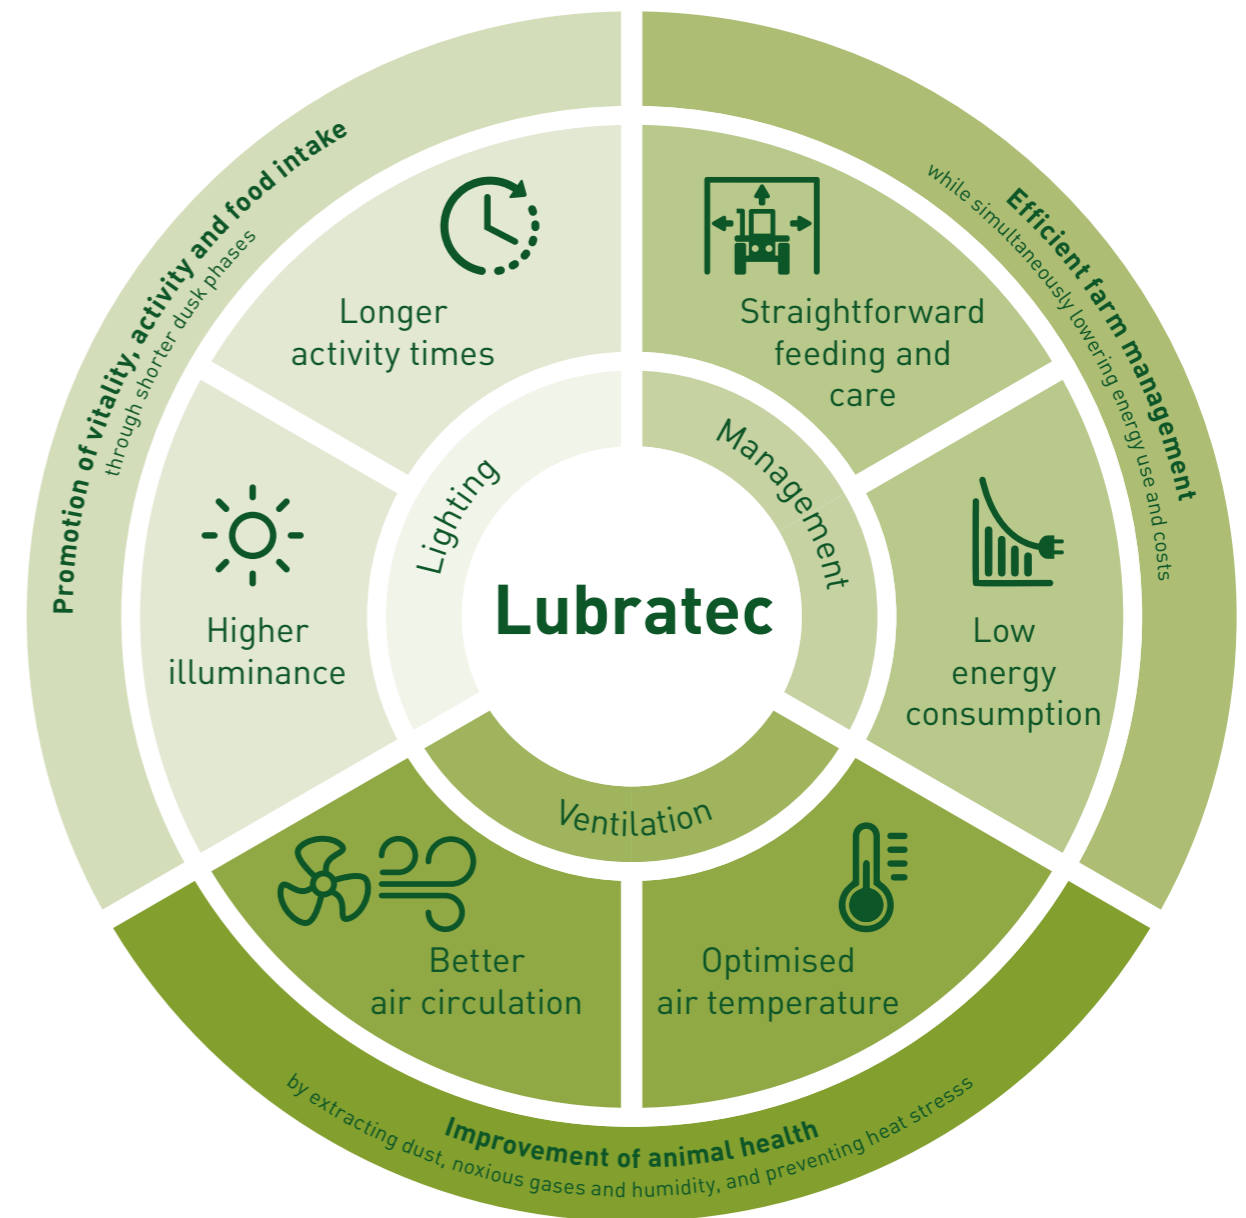 Promotion of vitality, activity and food intake
through shorter dusk phases
Efficient farm management
while simultaneously lowering energy use and costs
Longer
activity times
Straightforward
feeding and
care
Lighting
Management
Higher
illuminance
Lubratec
Low
energy
consumption
Ventilation
Better
air circulation
Optimised
air temperature
Improvement of animal health
by extracting dust, noxious gases and humidity, and preventing heat stresss